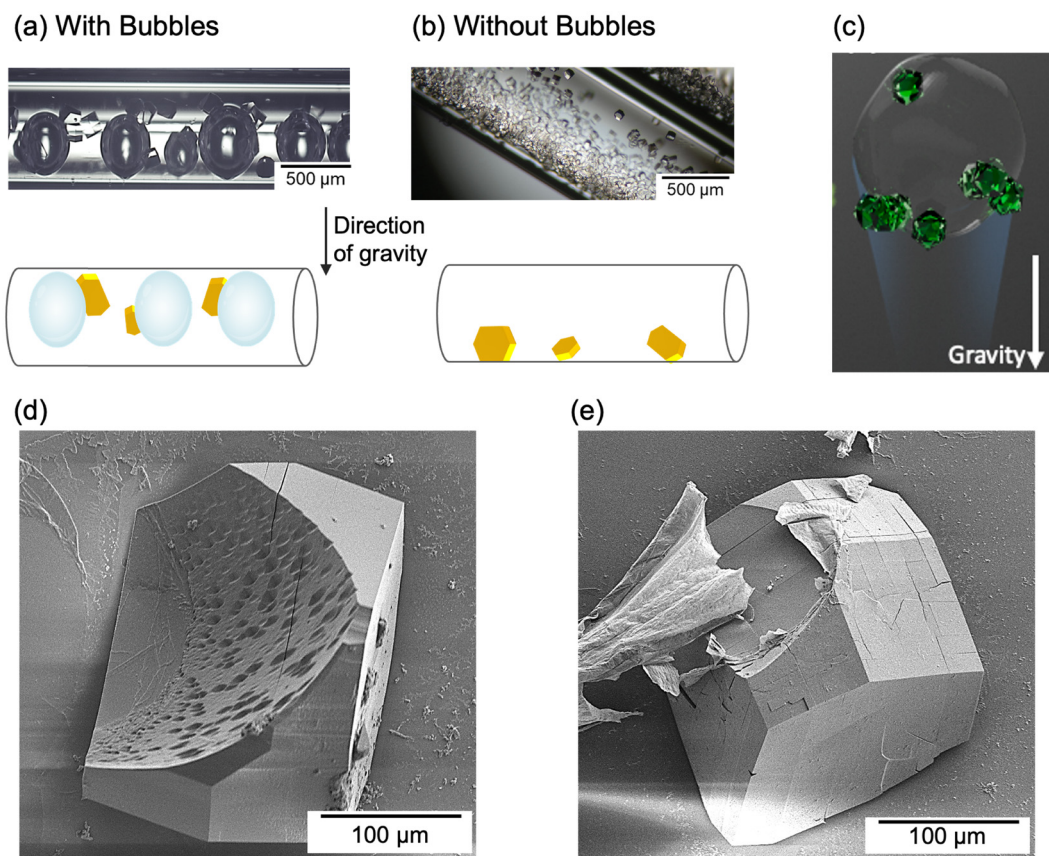 (a) With Bubbles
(b) Without Bubbles
(c)
500 µm
500 µm
Direction
of gravity
Gravity
(d)
(e)
100 µm
100 µm